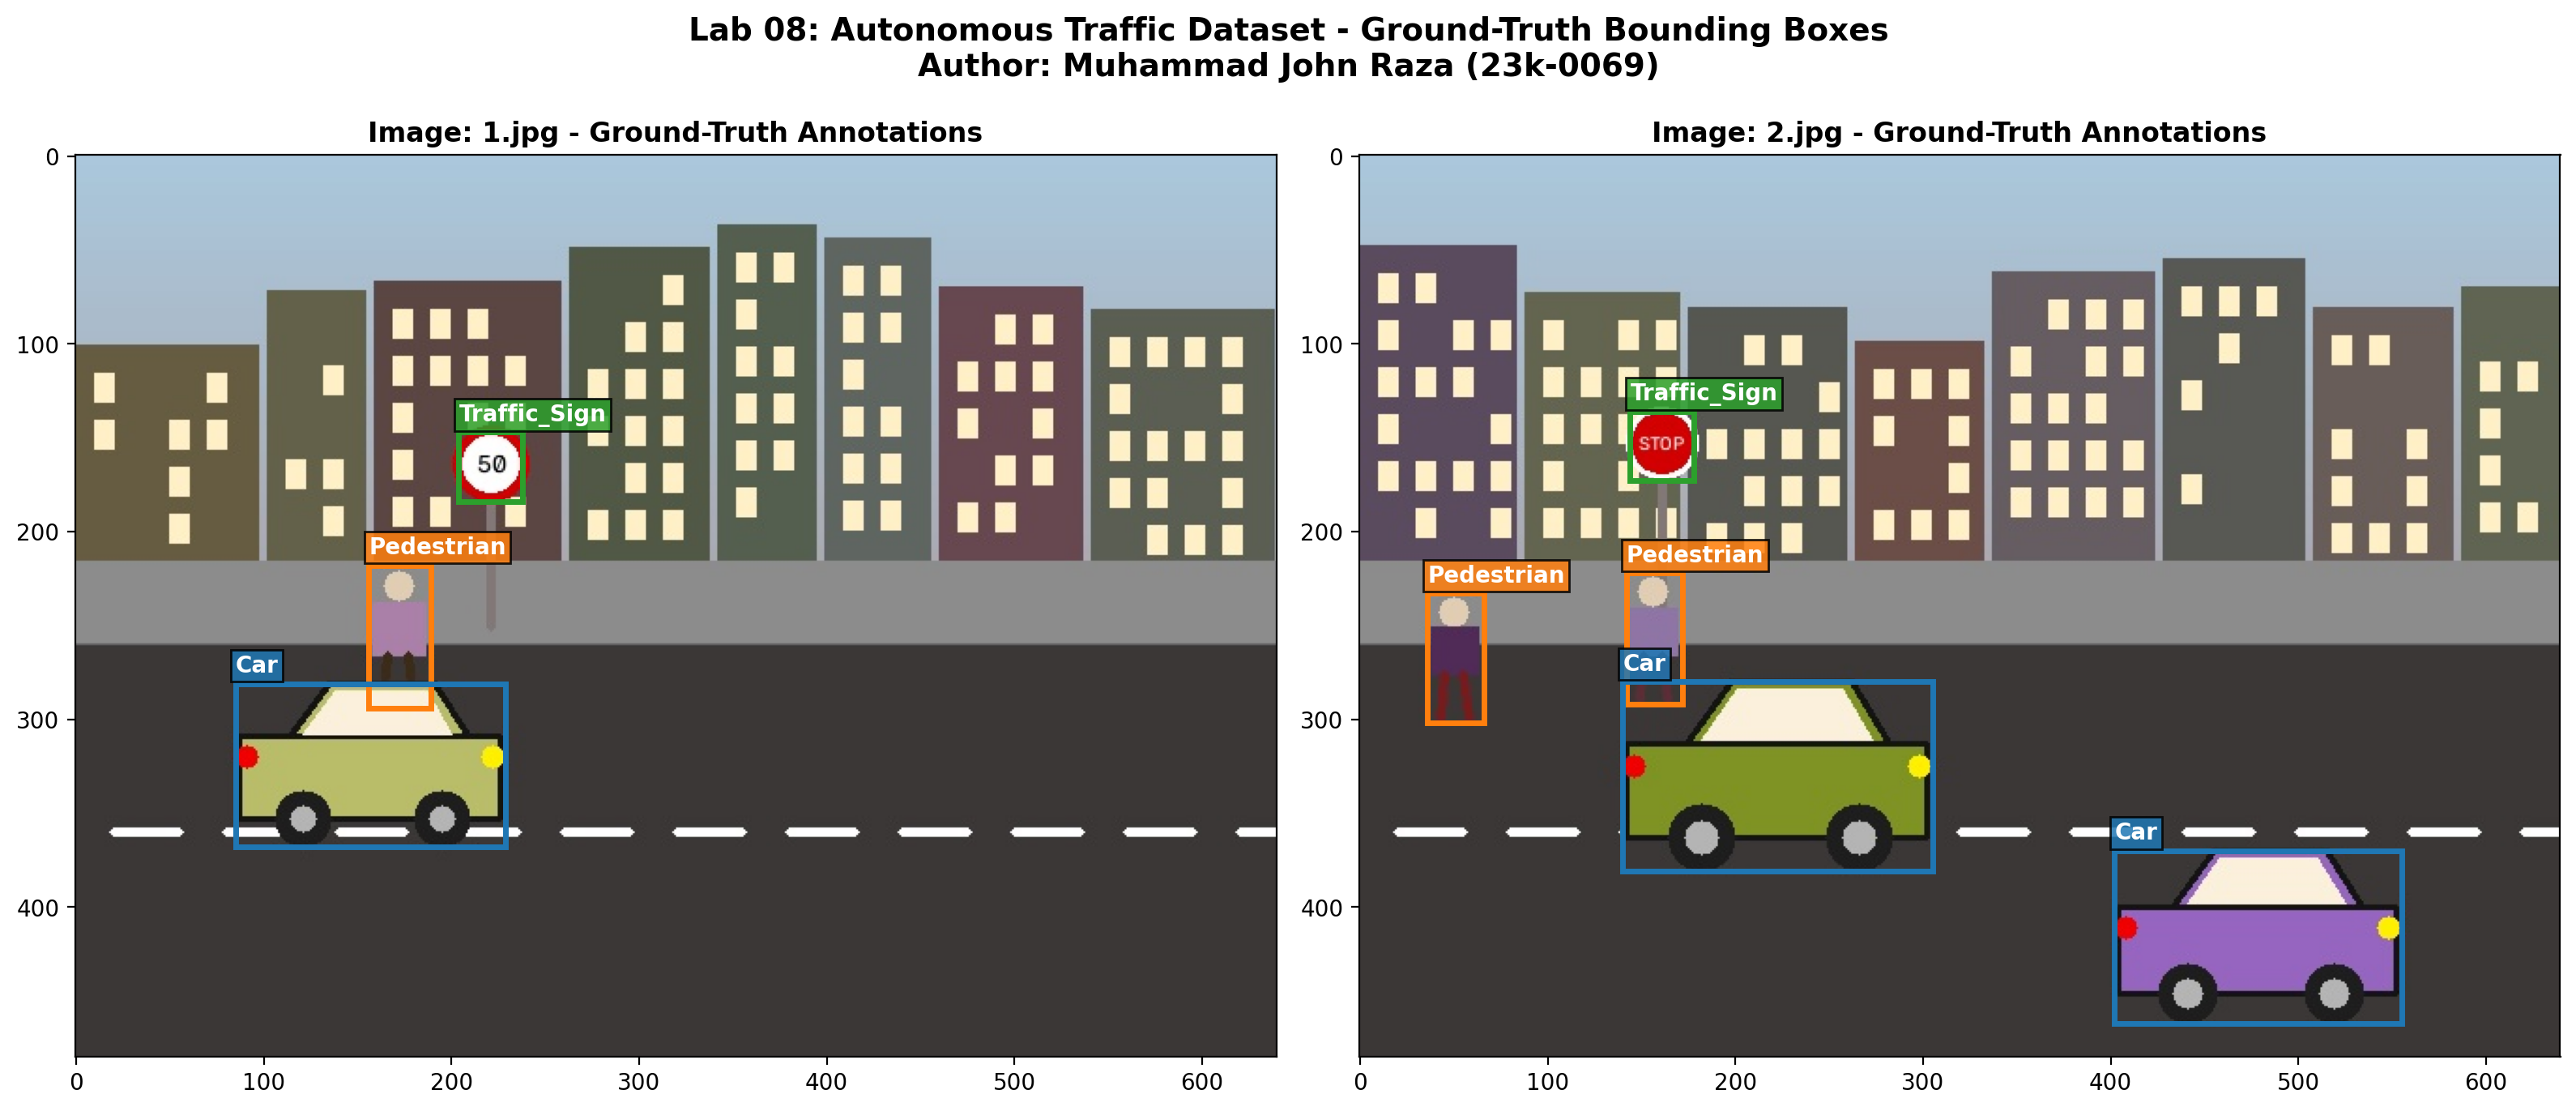 Lab 08: Autonomous Traffic Dataset - Ground-Truth Bounding Boxes
Author: Muhammad John Raza (23k-0069)
Image: 1.jpg - Ground-Truth Annotations
0
100
200
300
400
0
100
200
300
400
500
600
Traffic_Sign
50
Pedestrian
Car
Image: 2.jpg - Ground-Truth Annotations
0
100
200
300
400
0
100
200
300
400
500
600
Traffic_Sign
STOP
Pedestrian
Pedestrian
Car
Car